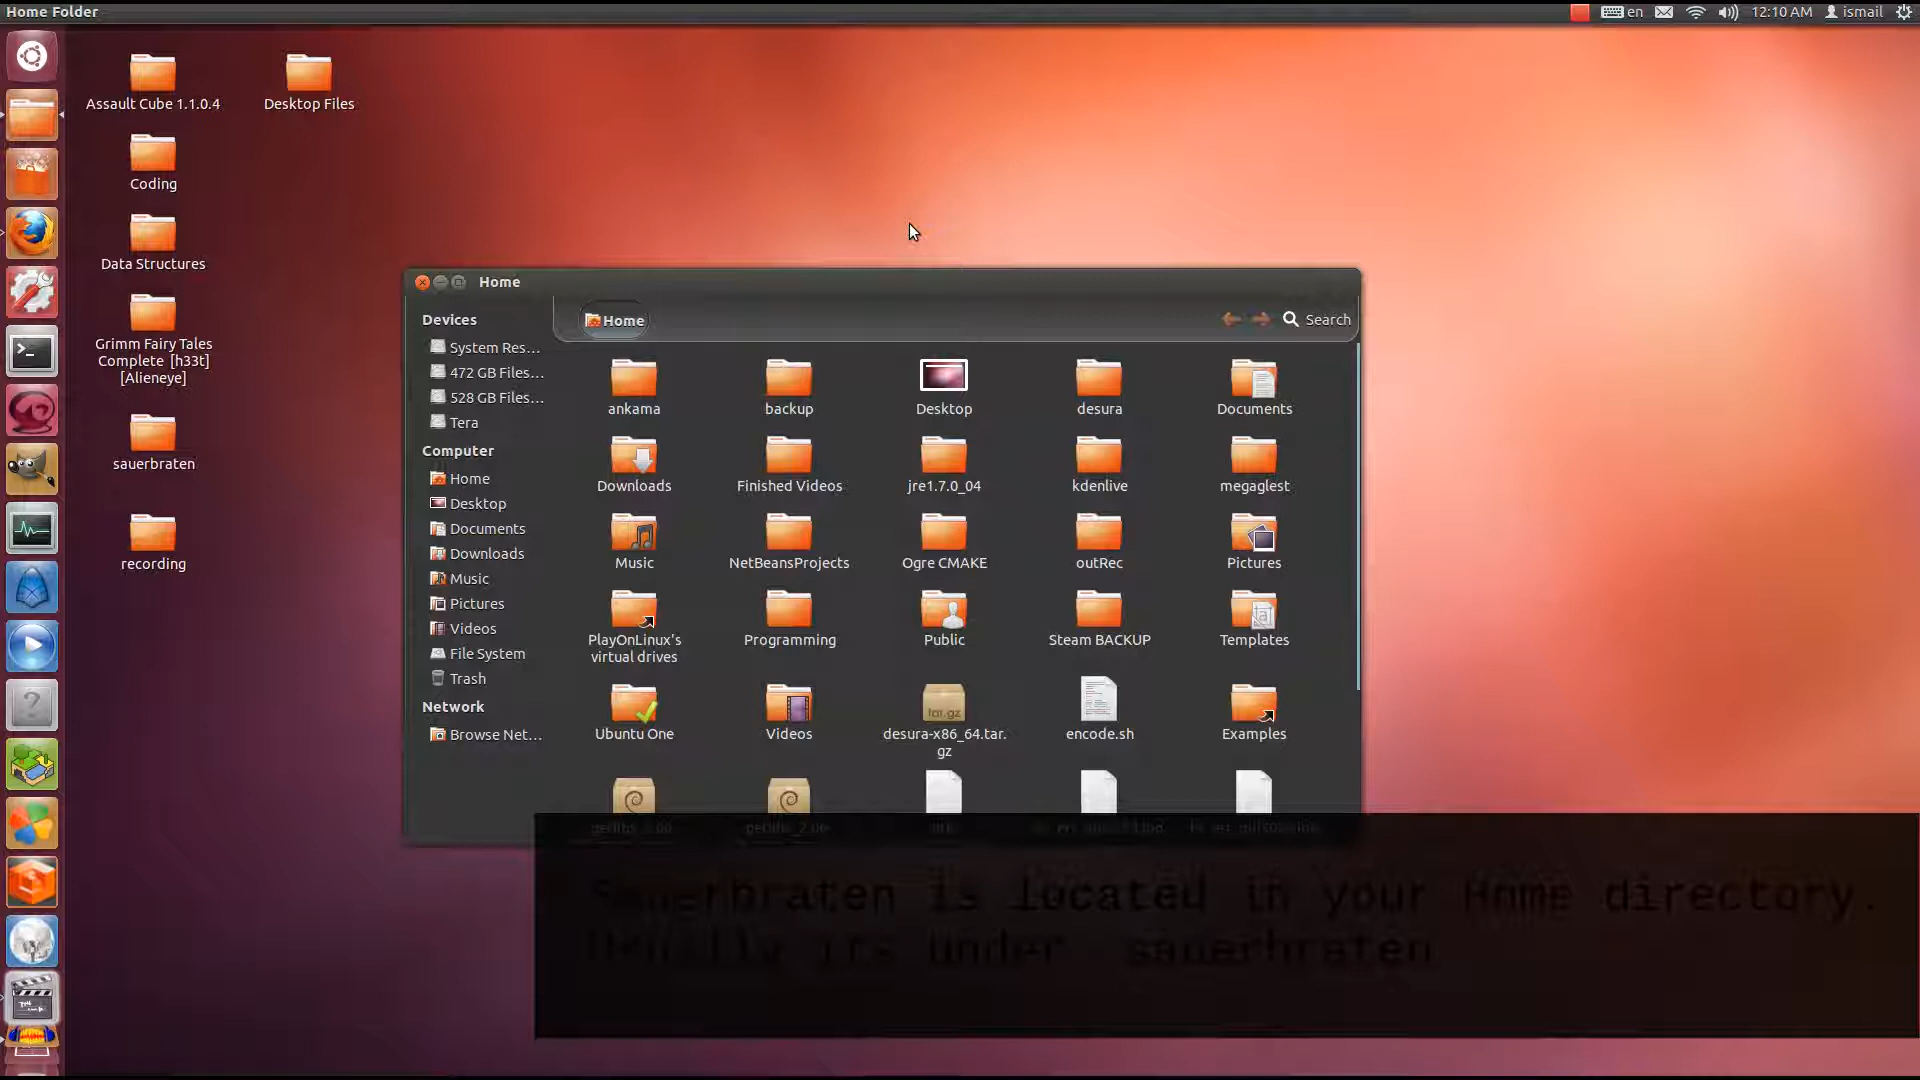 Home Folder
en
12:10 AM
ismail
Assault Cube 1.1.0.4
Desktop Files
Coding
Data Structures
Grimm Fairy Tales
Complete [h33t]
[Alieneye]
sauerbraten
recording
Home
Devices
System Res...
472 GB Files...
528 GB Files...
Tera
Computer
Home
Desktop
Documents
Downloads
Music
Pictures
Videos
File System
Trash
Network
Browse Net...
Home
Search
ankama
backup
Desktop
desura
Documents
Downloads
Finished Videos
jre1.7.0_04
kdenlive
megaglest
Music
NetBeansProjects
Ogre CMAKE
outRec
Pictures
PlayOnLinux's
virtual drives
Programming
Public
Steam BACKUP
Templates
Ubuntu One
Videos
tar.gz
desura-x86_64.tar.
gz
encode.sh
Examples
Sauerbraten is located in your Home directory.
Usually its under sauerbraten